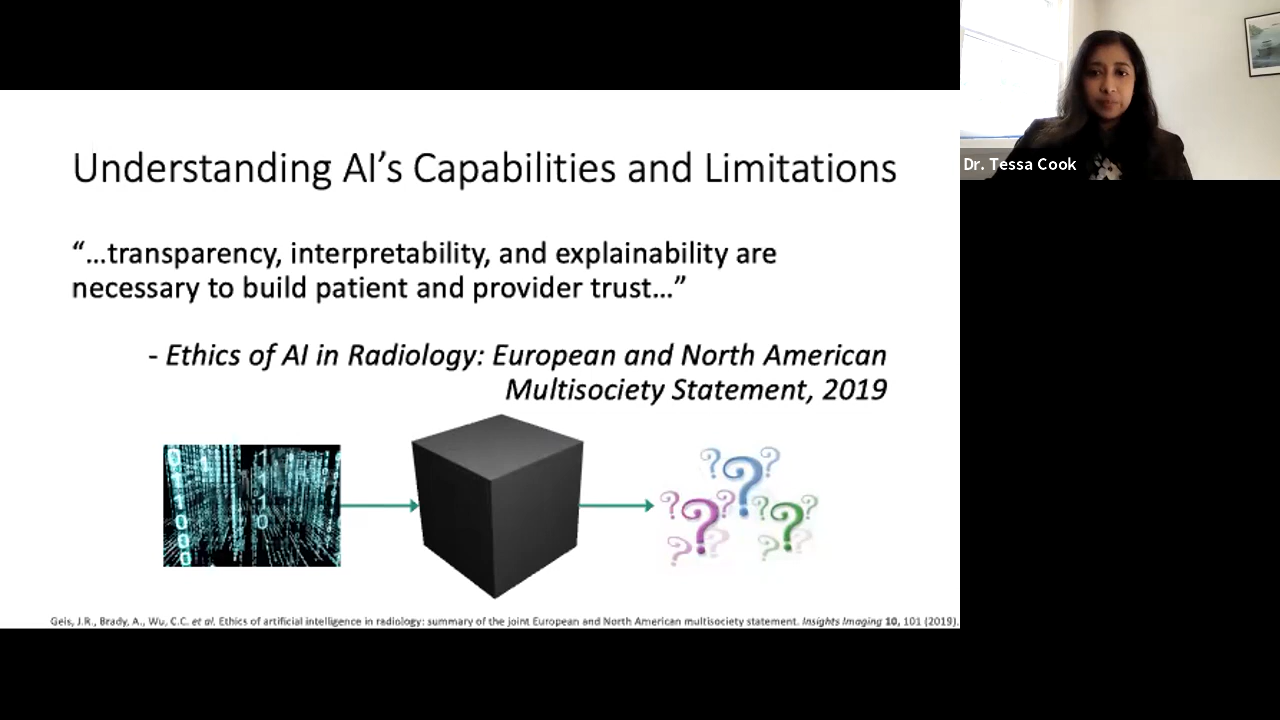 Understanding AI’s Capabilities and Limitations
“…transparency, interpretability, and explainability are
necessary to build patient and provider trust…”
- Ethics of AI in Radiology: European and North American
Multisociety Statement, 2019
Geis, J.R., Brady, A., Wu, C.C. et al. Ethics of artificial intelligence in radiology: summary of the joint European and North American multisociety statement. Insights Imaging 10, 101 (2019).
Dr. Tessa Cook